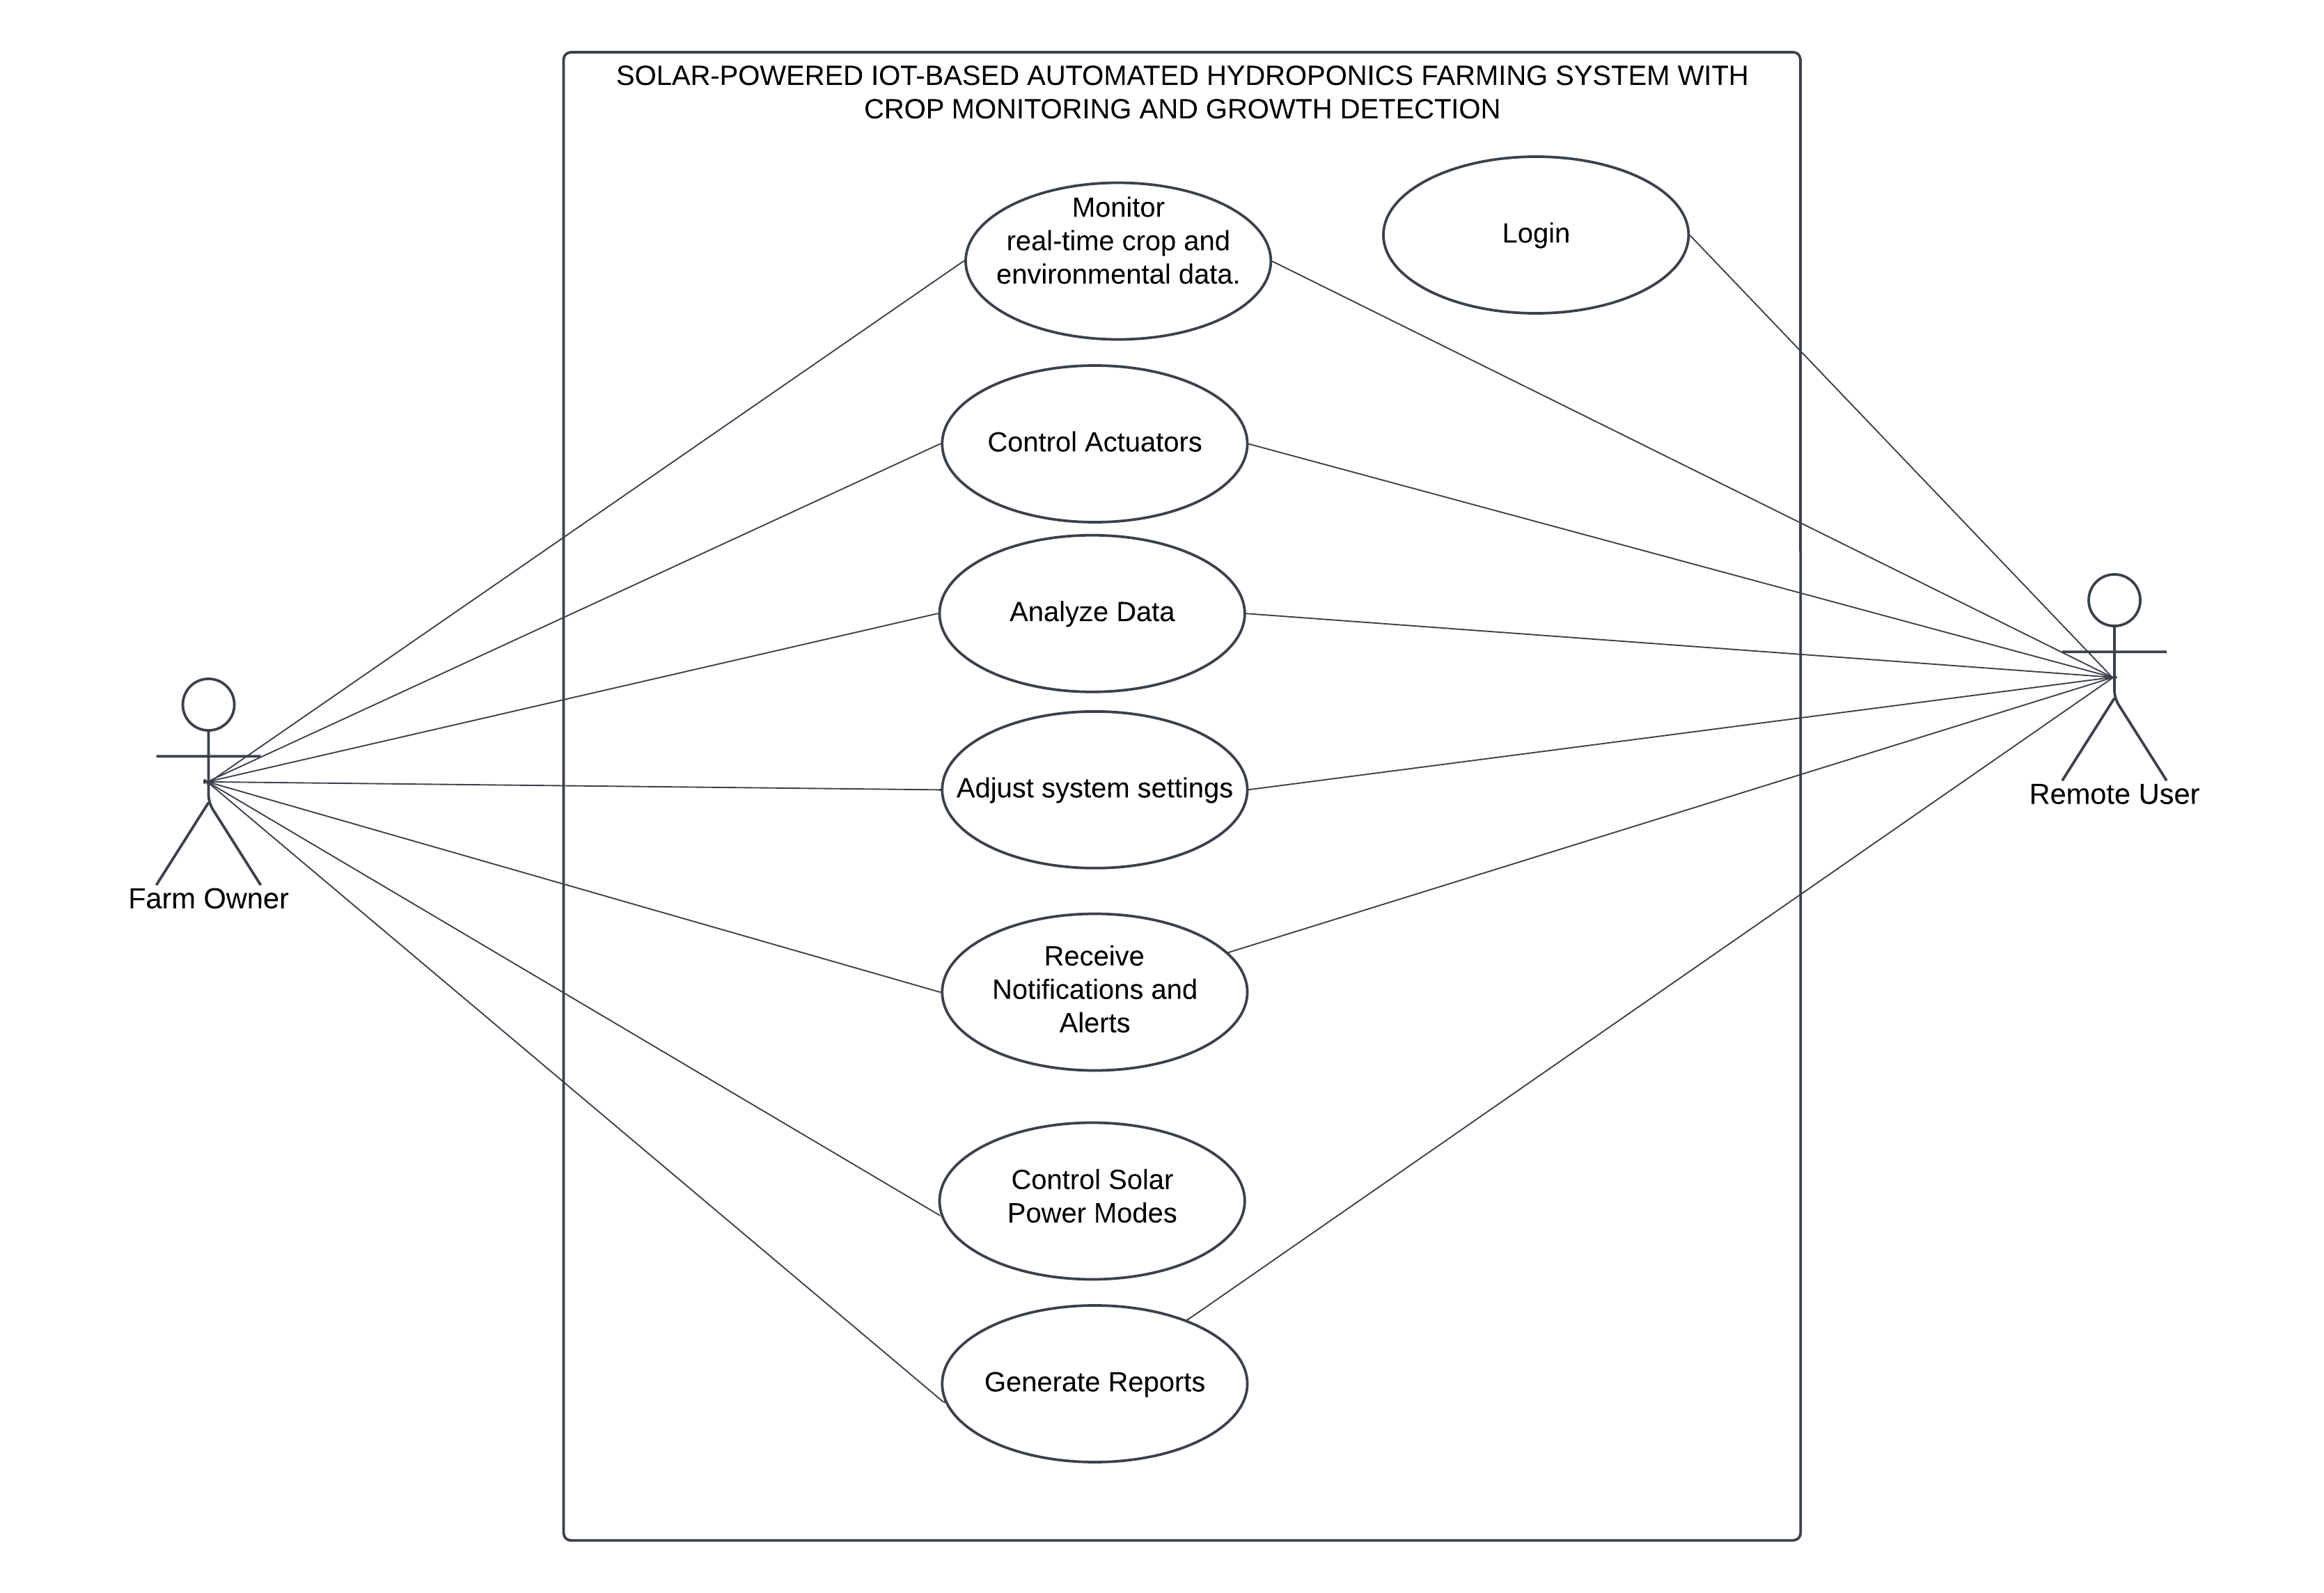 SOLAR-POWERED IOT-BASED AUTOMATED HYDROPONICS FARMING SYSTEM WITH
CROP MONITORING AND GROWTH DETECTION
Monitor
real-time crop and
environmental data.
Login
Control Actuators
Analyze Data
Adjust system settings
Remote User
Farm Owner
Receive
Notifications and
Alerts
Control Solar
Power Modes
Generate Reports